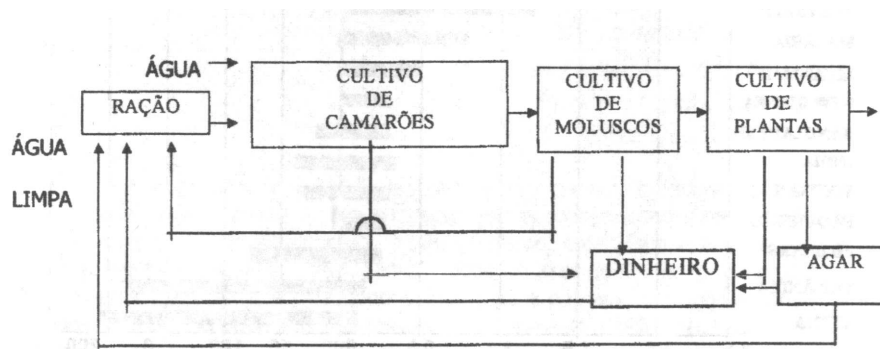 ÁGUA
RAÇÃO
CULTIVO
DE
CAMARÕES
CULTIVO
DE
MOLUSCOS
CULTIVO
DE
PLANTAS
ÁGUA
LIMPA
DINHEIRO
AGAR